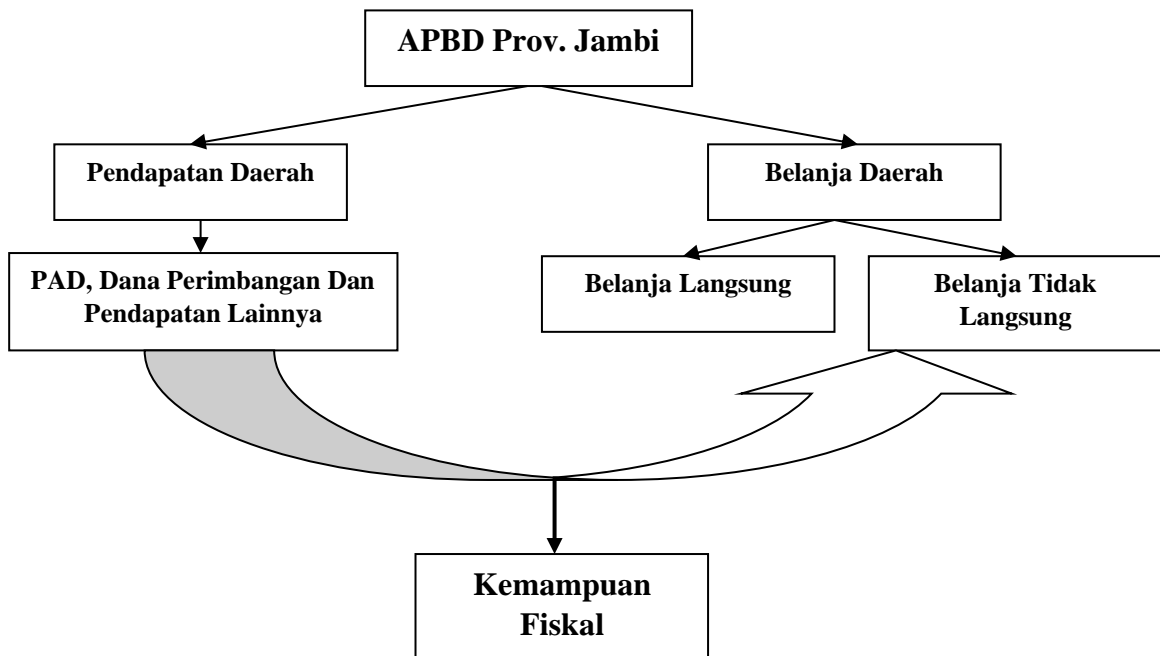 APBD Prov. Jambi
Pendapatan Daerah
Belanja Daerah
PAD, Dana Perimbangan Dan
Pendapatan Lainnya
Belanja Langsung
Belanja Tidak
Langsung
Kemampuan
Fiskal